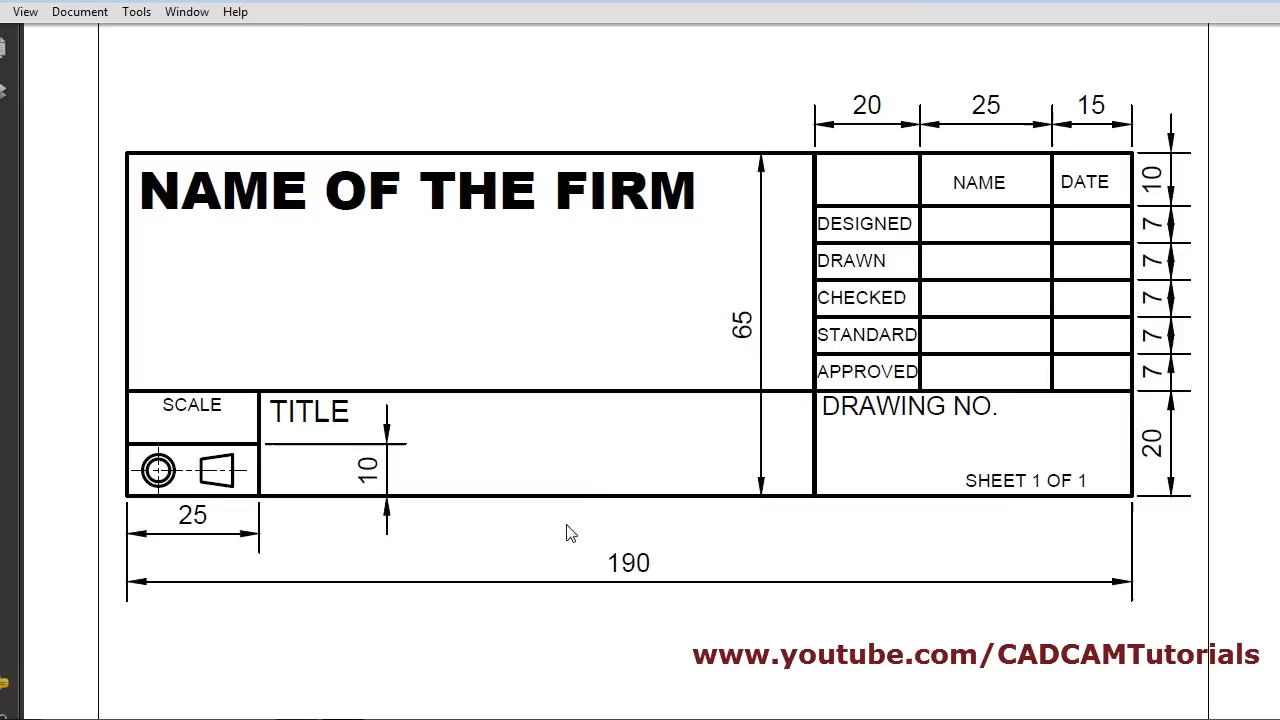 View Document Tools Window Help
20 25 15
NAME OF THE FIRM
NAME DATE 10
DESIGNED 7
DRAWN 7
CHECKED 7
65
STANDARD 7
APPROVED 7
SCALE TITLE DRAWING NO.
10 20
SHEET 1 OF 1
25
190
www.youtube.com/CADCAMTutorials